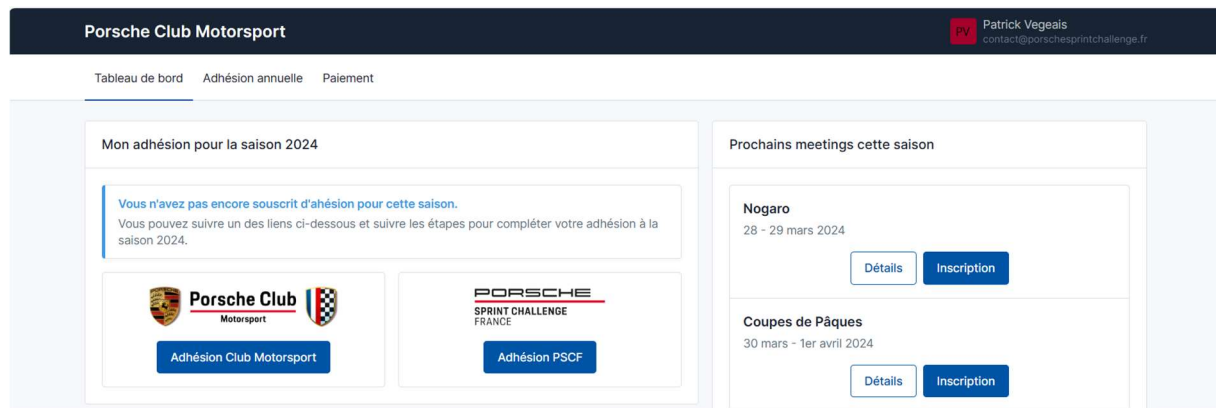 Porsche Club Motorsport
PV
Patrick Vegeais
contact@porschesprintchallenge.fr
Tableau de bord Adhésion annuelle Paiement
Mon adhésion pour la saison 2024
Vous n'avez pas encore souscrit d'ahésion pour cette saison.
Vous pouvez suivre un des liens ci-dessous et suivre les étapes pour compléter votre adhésion à la
saison 2024.
Porsche Club
Motorsport
Adhésion Club Motorsport
PORSCHE
SPRINT CHALLENGE
FRANCE
Adhésion PSCF
Prochains meetings cette saison
Nogaro
28 - 29 mars 2024
Détails Inscription
Coupes de Pâques
30 mars - 1er avril 2024
Détails Inscription